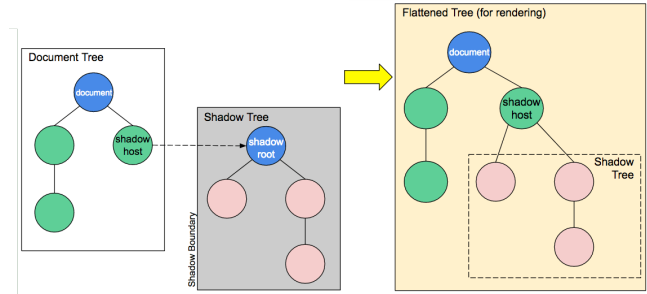 Document Tree
document
shadow
host
Shadow Tree
shadow
root
Shadow Boundary
Flattened Tree (for rendering)
document
shadow
host
Shadow
Tree